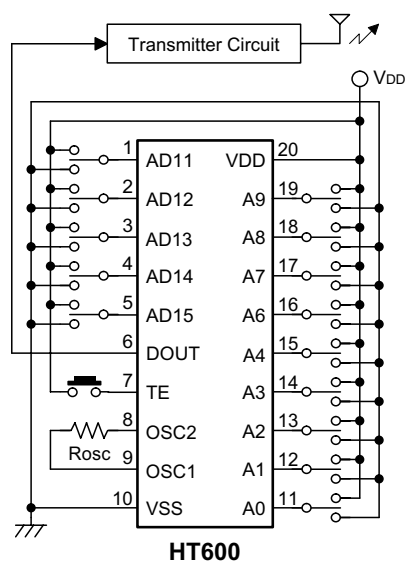 Transmitter Circuit
VDD
1 AD11 VDD 20
2 AD12 A9 19
3 AD13 A8 18
4 AD14 A7 17
5 AD15 A6 16
6 DOUT A4 15
7 TE A3 14
8 OSC2 A2 13
Rosc
9 OSC1 A1 12
10 VSS A0 11
HT600